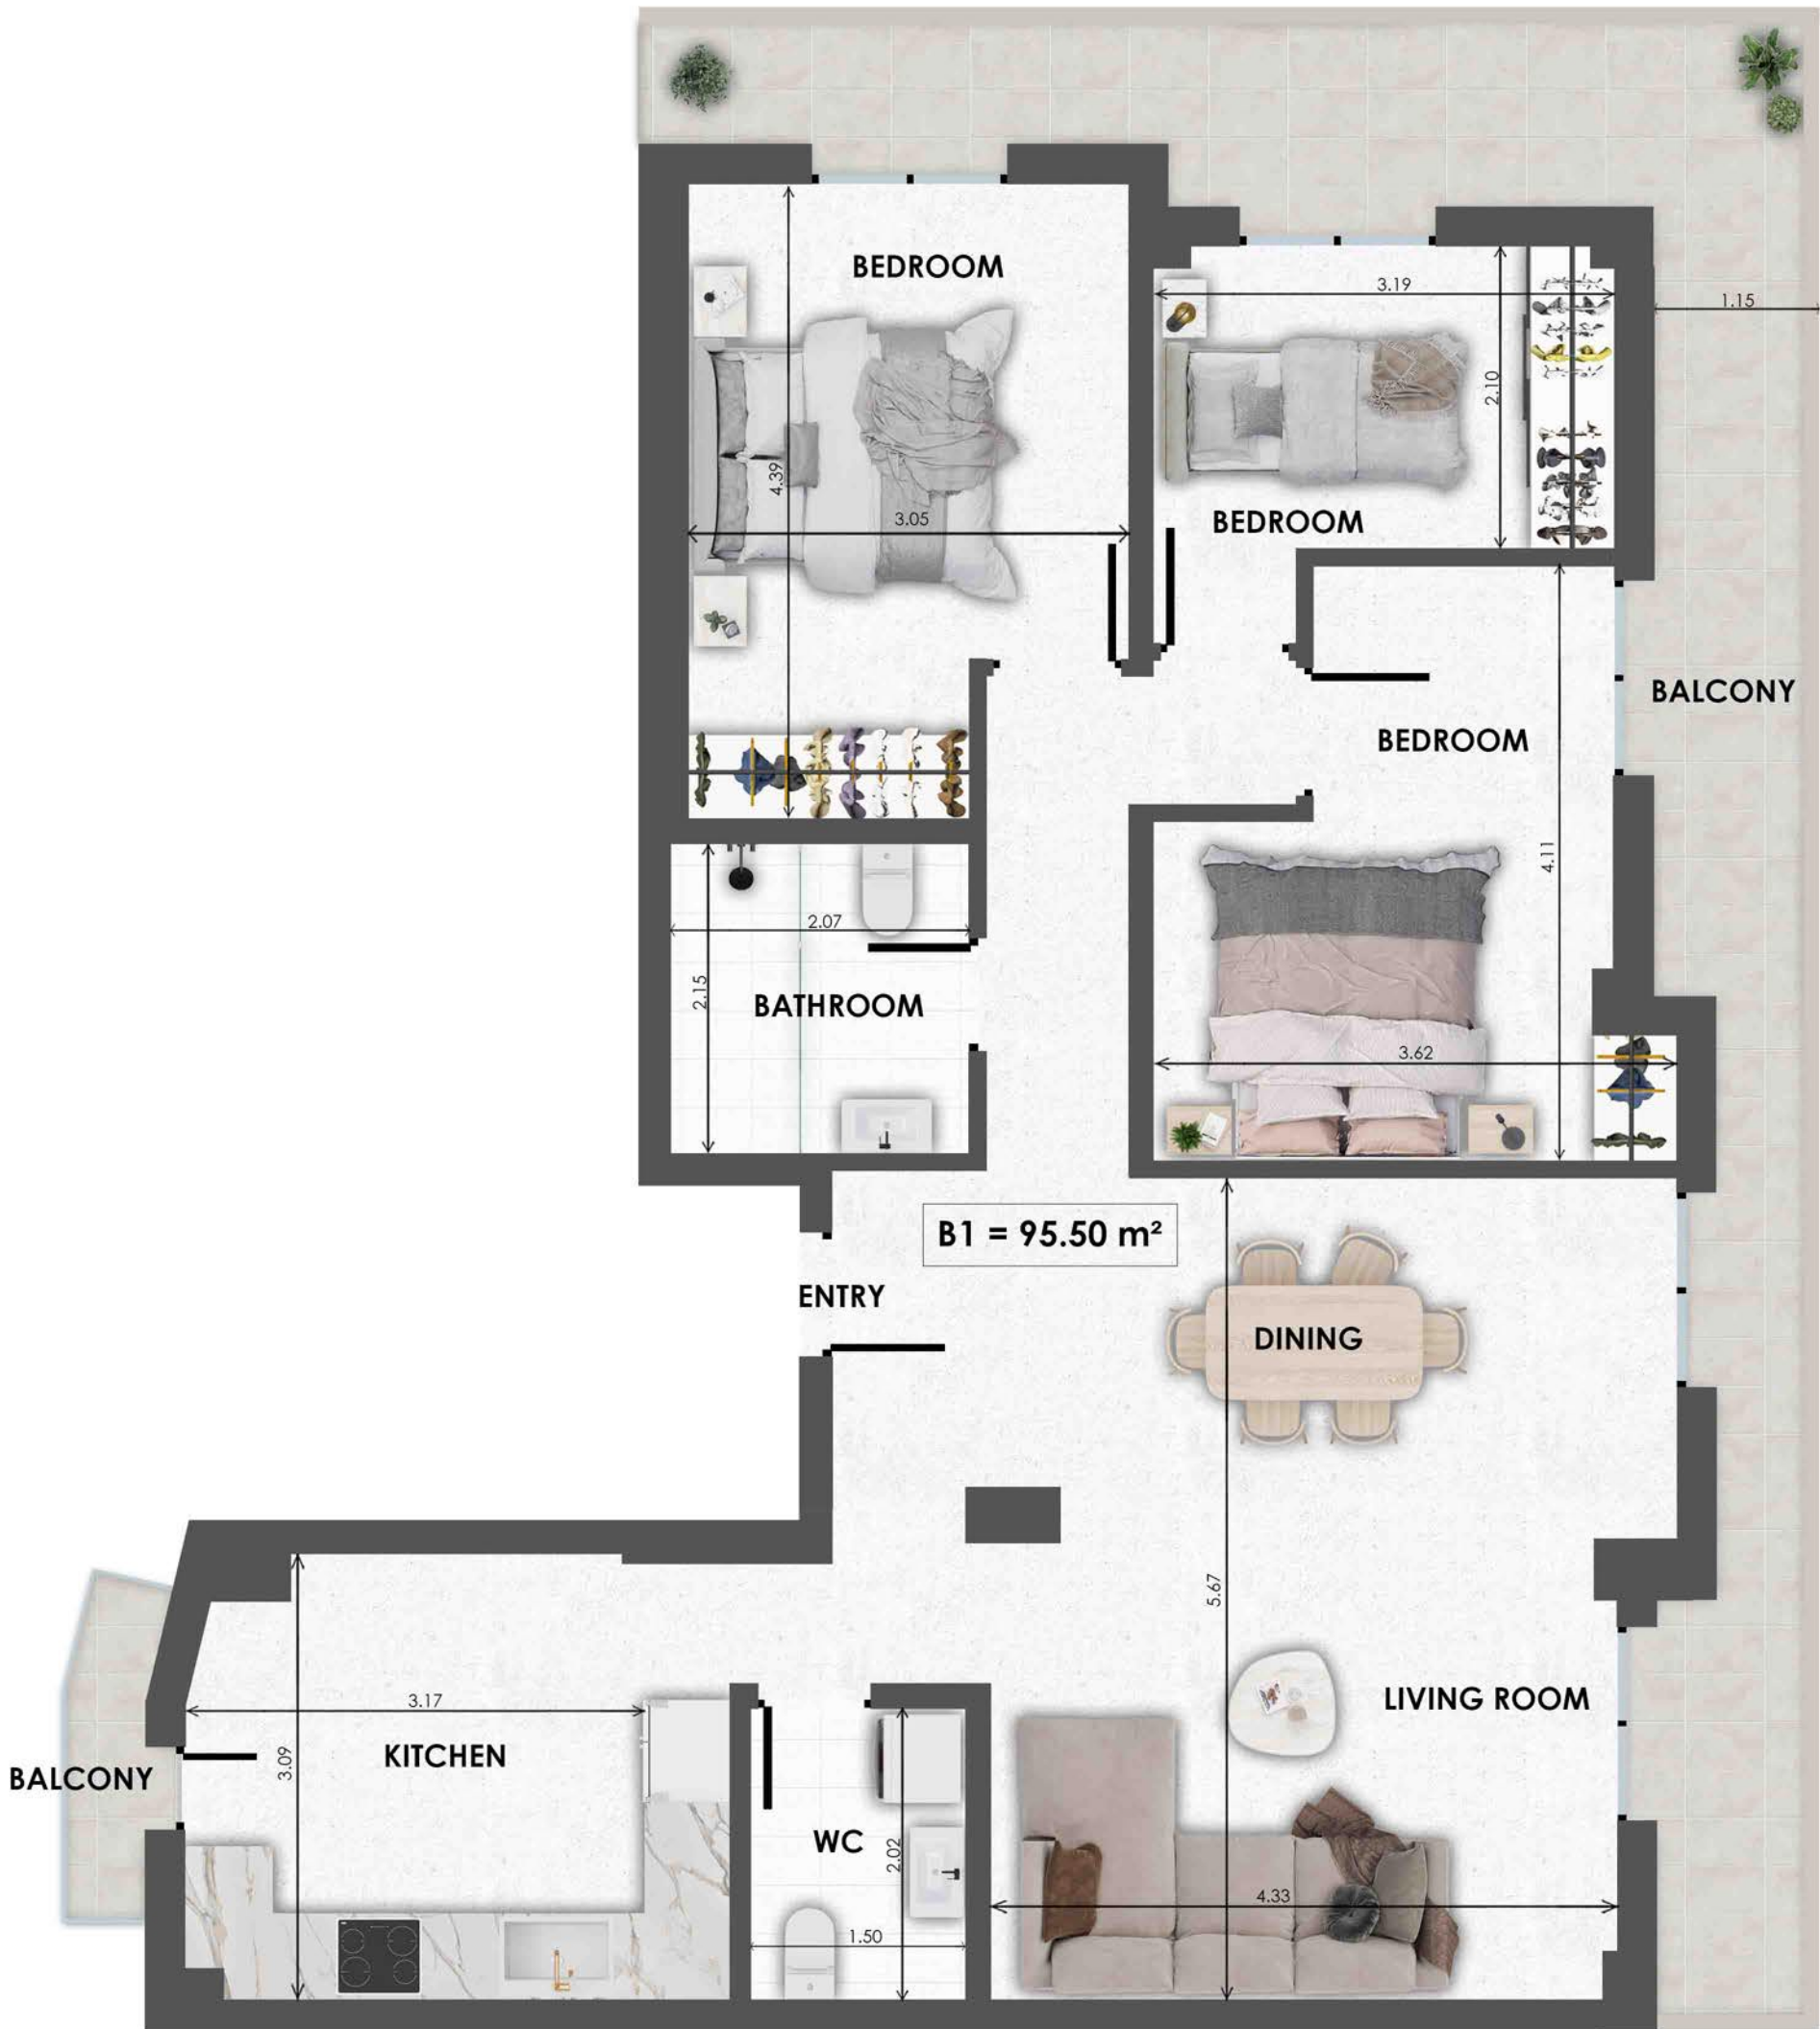 BEDROOM
3.19
1.15
2.10
4.39
3.05
BEDROOM
BALCONY
BEDROOM
4.11
2.07
2.15
BATHROOM
3.62
B1 = 95.50 m²
ENTRY
DINING
5.67
3.17
LIVING ROOM
3.09
KITCHEN
BALCONY
WC
2.02
4.33
1.50